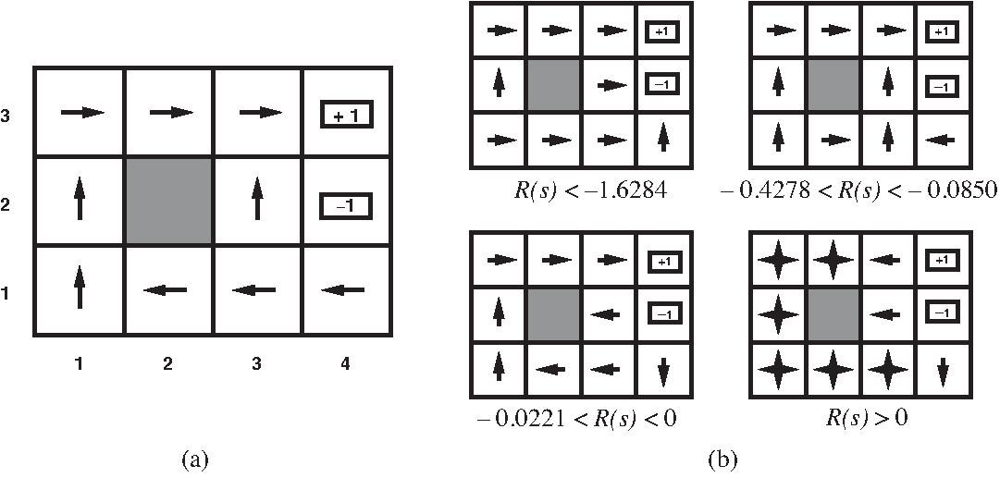 3
+ 1
2
–1
1
1 2 3 4
(a)
+1
–1
R(s) < –1.6284
+1
–1
– 0.4278 < R(s) < – 0.0850
+1
–1
– 0.0221 < R(s) < 0
+1
–1
R(s) > 0
(b)